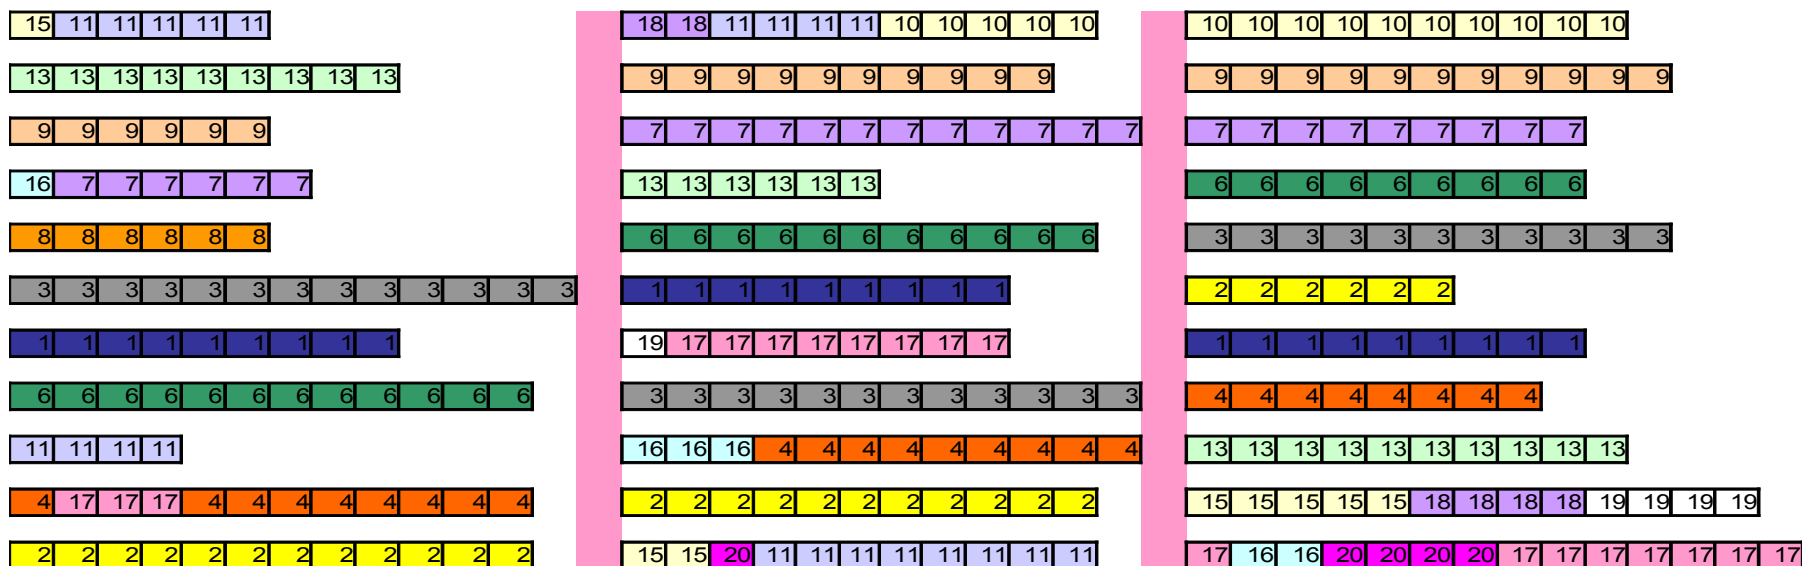 15 11 11 11 11 11 18 18 11 11 11 11 10 10 10 10 10 10 10 10 10 10 10 10 10 10 10
13 13 13 13 13 13 13 13 13 9 9 9 9 9 9 9 9 9 9 9 9 9 9 9 9 9 9 9 9 9
9 9 9 9 9 9 7 7 7 7 7 7 7 7 7 7 7 7 7 7 7 7 7 7 7 7 7
16 7 7 7 7 7 7 13 13 13 13 13 13 6 6 6 6 6 6 6 6 6
8 8 8 8 8 8 6 6 6 6 6 6 6 6 6 6 6 3 3 3 3 3 3 3 3 3 3 3
3 3 3 3 3 3 3 3 3 3 3 3 3 1 1 1 1 1 1 1 1 1 2 2 2 2 2 2
1 1 1 1 1 1 1 1 1 19 17 17 17 17 17 17 17 17 1 1 1 1 1 1 1 1 1
6 6 6 6 6 6 6 6 6 6 6 6 3 3 3 3 3 3 3 3 3 3 3 3 4 4 4 4 4 4 4 4
11 11 11 11 16 16 16 4 4 4 4 4 4 4 4 4 13 13 13 13 13 13 13 13 13 13
4 17 17 17 4 4 4 4 4 4 4 4 2 2 2 2 2 2 2 2 2 2 2 15 15 15 15 15 18 18 18 18 19 19 19 19
2 2 2 2 2 2 2 2 2 2 2 2 15 15 20 11 11 11 11 11 11 11 11 17 16 16 20 20 20 20 17 17 17 17 17 17 17